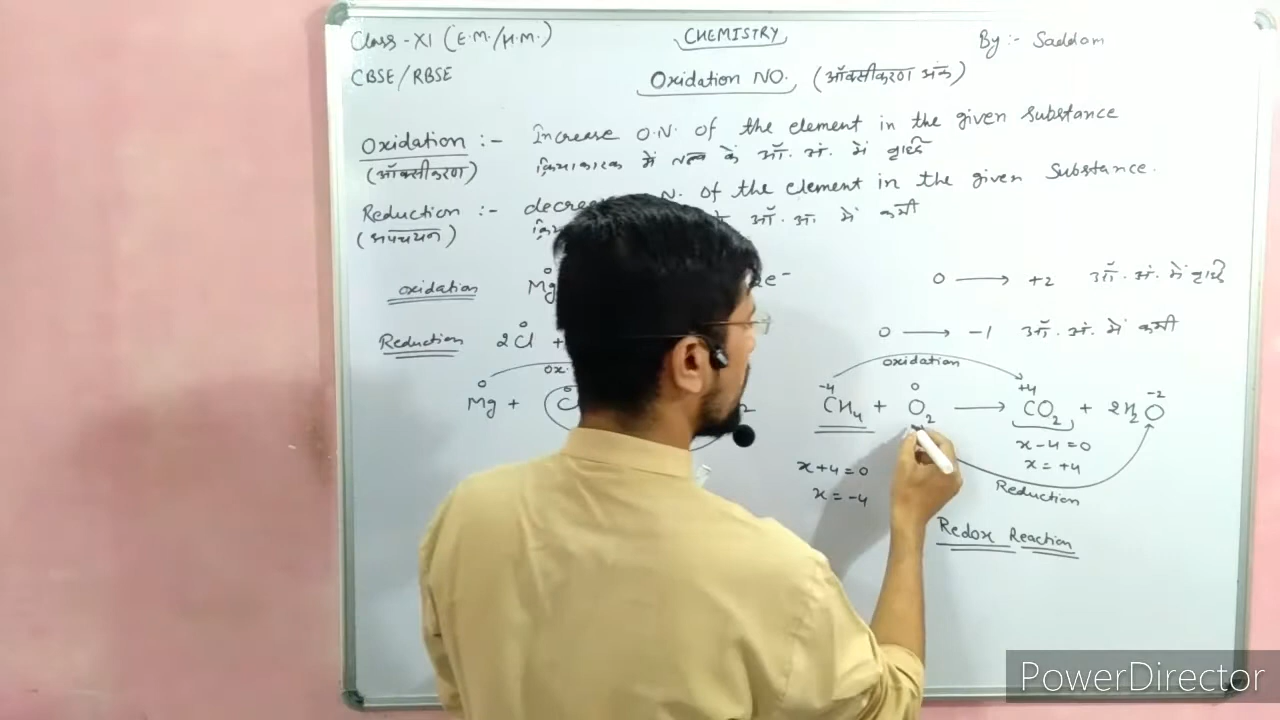 Class - XI (E.M./H.M.)
CHEMISTRY
By :- Saddam
CBSE/RBSE
Oxidation NO. (ऑक्सीकरण अंक)
Oxidation :- Increase O.N. of the element in the given substance
(ऑक्सीकरण) क्रियाकारक में तत्व के ऑ. अं. में वृद्धि
Reduction :- N. of the element in the given Substance.
(अपचयन) ऑ. अं. में कमी
oxidation Mg 0 e⁻ 0 ⟶ +2 ऑ. अं. में वृद्धि
Reduction 2Cl 0 + 0 ⟶ -1 ऑ. अं. में कमी
oxidation
0 -4 0 +4 -2
Mg + CH₄ + O₂ ⟶ CO₂ + 2H₂O
x - 4 = 0
x + 4 = 0
x = +4
x = -4
Reduction
Redox Reaction
PowerDirector